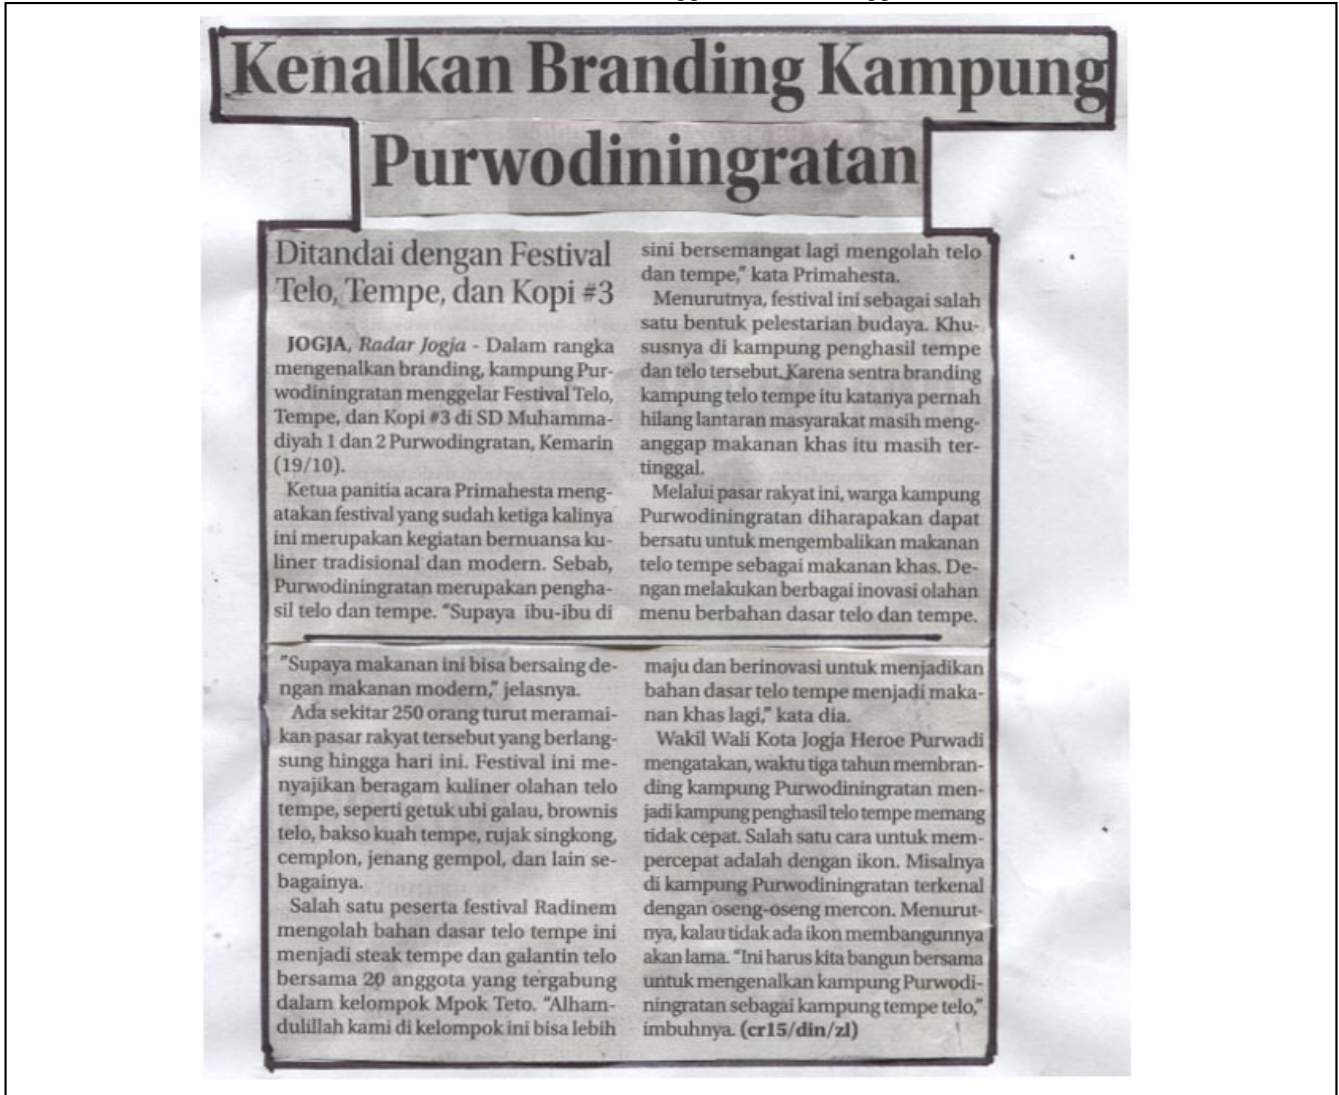 Kenalkan Branding Kampung
Purwodiningratan
Ditandai dengan Festival
Telo, Tempe, dan Kopi #3
JOGJA, Radar Jogja - Dalam rangka
mengenalkan branding, kampung Pur-
wodiningratan menggelar Festival Telo,
Tempe, dan Kopi #3 di SD Muhamma-
diyah 1 dan 2 Purwodingratan, Kemarin
(19/10).
Ketua panitia acara Primahesta meng-
atakan festival yang sudah ketiga kalinya
ini merupakan kegiatan bernuansa ku-
liner tradisional dan modern. Sebab,
Purwodiningratan merupakan pengha-
sil telo dan tempe. "Supaya ibu-ibu di
sini bersemangat lagi mengolah telo
dan tempe," kata Primahesta.
Menurutnya, festival ini sebagai salah
satu bentuk pelestarian budaya. Khu-
susnya di kampung penghasil tempe
dan telo tersebut. Karena sentra branding
kampung telo tempe itu katanya pernah
hilang lantaran masyarakat masih meng-
anggap makanan khas itu masih ter-
tinggal.
Melalui pasar rakyat ini, warga kampung
Purwodiningratan diharapakan dapat
bersatu untuk mengembalikan makanan
telo tempe sebagai makanan khas. De-
ngan melakukan berbagai inovasi olahan
menu berbahan dasar telo dan tempe.
"Supaya makanan ini bisa bersaing de-
ngan makanan modern," jelasnya.
Ada sekitar 250 orang turut meramai-
kan pasar rakyat tersebut yang berlang-
sung hingga hari ini. Festival ini me-
nyajikan beragam kuliner olahan telo
tempe, seperti getuk ubi galau, brownis
telo, bakso kuah tempe, rujak singkong,
cemplon, jenang gempol, dan lain se-
bagainya.
Salah satu peserta festival Radinem
mengolah bahan dasar telo tempe ini
menjadi steak tempe dan galantin telo
bersama 20 anggota yang tergabung
dalam kelompok Mpok Teto. "Alham-
dulillah kami di kelompok ini bisa lebih
maju dan berinovasi untuk menjadikan
bahan dasar telo tempe menjadi maka-
nan khas lagi," kata dia.
Wakil Wali Kota Jogja Heroe Purwadi
mengatakan, waktu tiga tahun membran-
ding kampung Purwodiningratan men-
jadi kampung penghasil telo tempe memang
tidak cepat. Salah satu cara untuk mem-
percepat adalah dengan ikon. Misalnya
di kampung Purwodiningratan terkenal
dengan oseng-oseng mercon. Menurut-
nya, kalau tidak ada ikon membangunnya
akan lama. "Ini harus kita bangun bersama
untuk mengenalkan kampung Purwodi-
ningratan sebagai kampung tempe telo,"
imbuhnya. (cr15/din/zl)